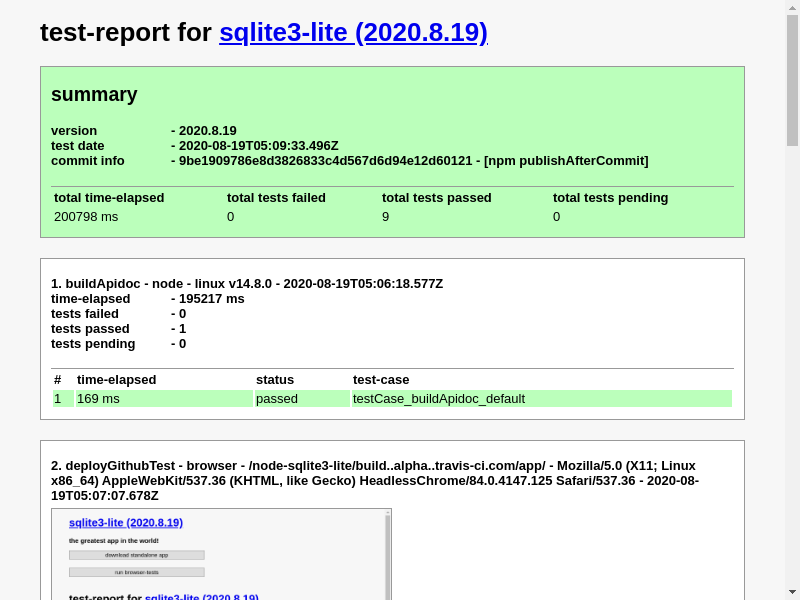 test-report for sqlite3-lite (2020.8.19)
summary
version - 2020.8.19
test date - 2020-08-19T05:09:33.496Z
commit info - 9be1909786e8d3826833c4d567d6d94e12d60121 - [npm publishAfterCommit]
total time-elapsed total tests failed total tests passed total tests pending
200798 ms 0 9 0
1. buildApidoc - node - linux v14.8.0 - 2020-08-19T05:06:18.577Z
time-elapsed - 195217 ms
tests failed - 0
tests passed - 1
tests pending - 0
# time-elapsed status test-case
1 169 ms passed testCase_buildApidoc_default
2. deployGithubTest - browser - /node-sqlite3-lite/build..alpha..travis-ci.com/app/ - Mozilla/5.0 (X11; Linux
x86_64) AppleWebKit/537.36 (KHTML, like Gecko) HeadlessChrome/84.0.4147.125 Safari/537.36 - 2020-08-
19T05:07:07.678Z
sqlite3-lite (2020.8.19)
the greatest app in the world!
download standalone app
run browser-tests
test-report for sqlite3-lite (2020.8.19)